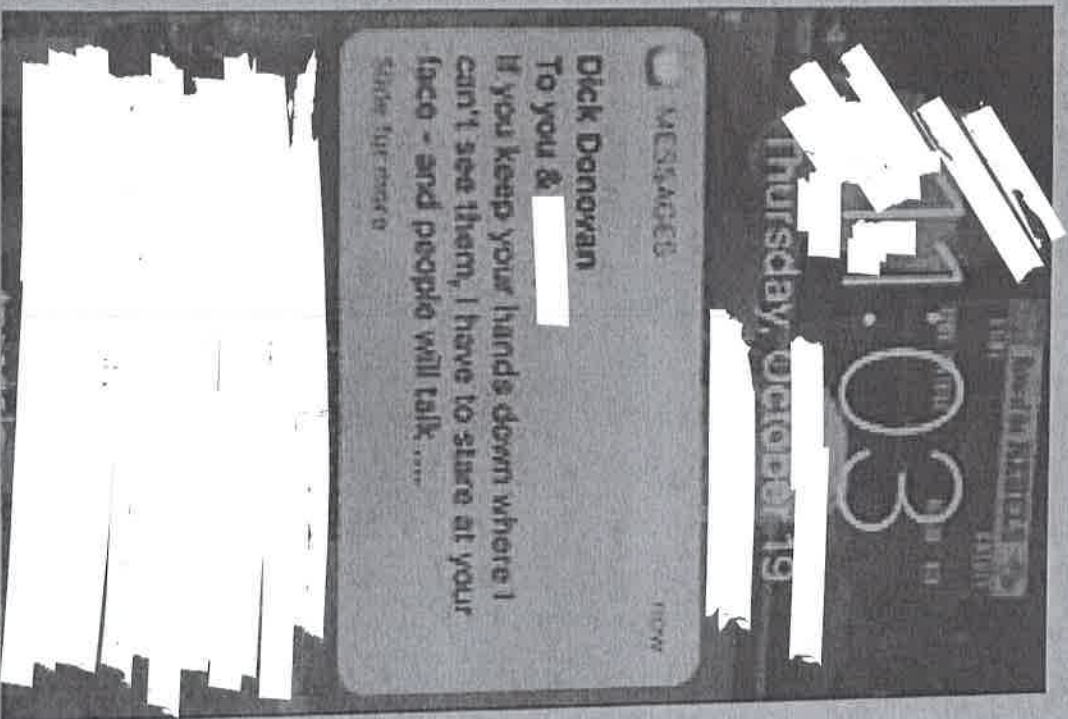 11:03
Thursday, October 19
MESSAGES now
Dick Donovan
To you &
If you keep your hands down where I
can't see them, I have to stare at your
face - and people will talk ....
Slide for more